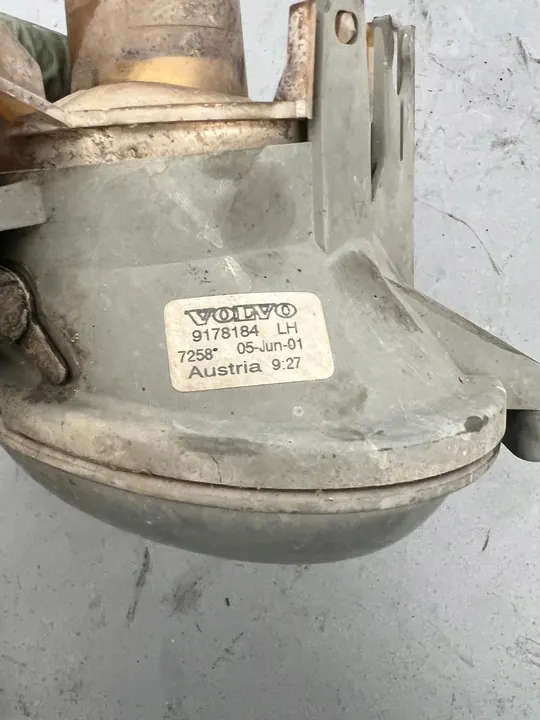 VOLVO
9178184 LH
7258* 05-Jun-01
Austria 9:27